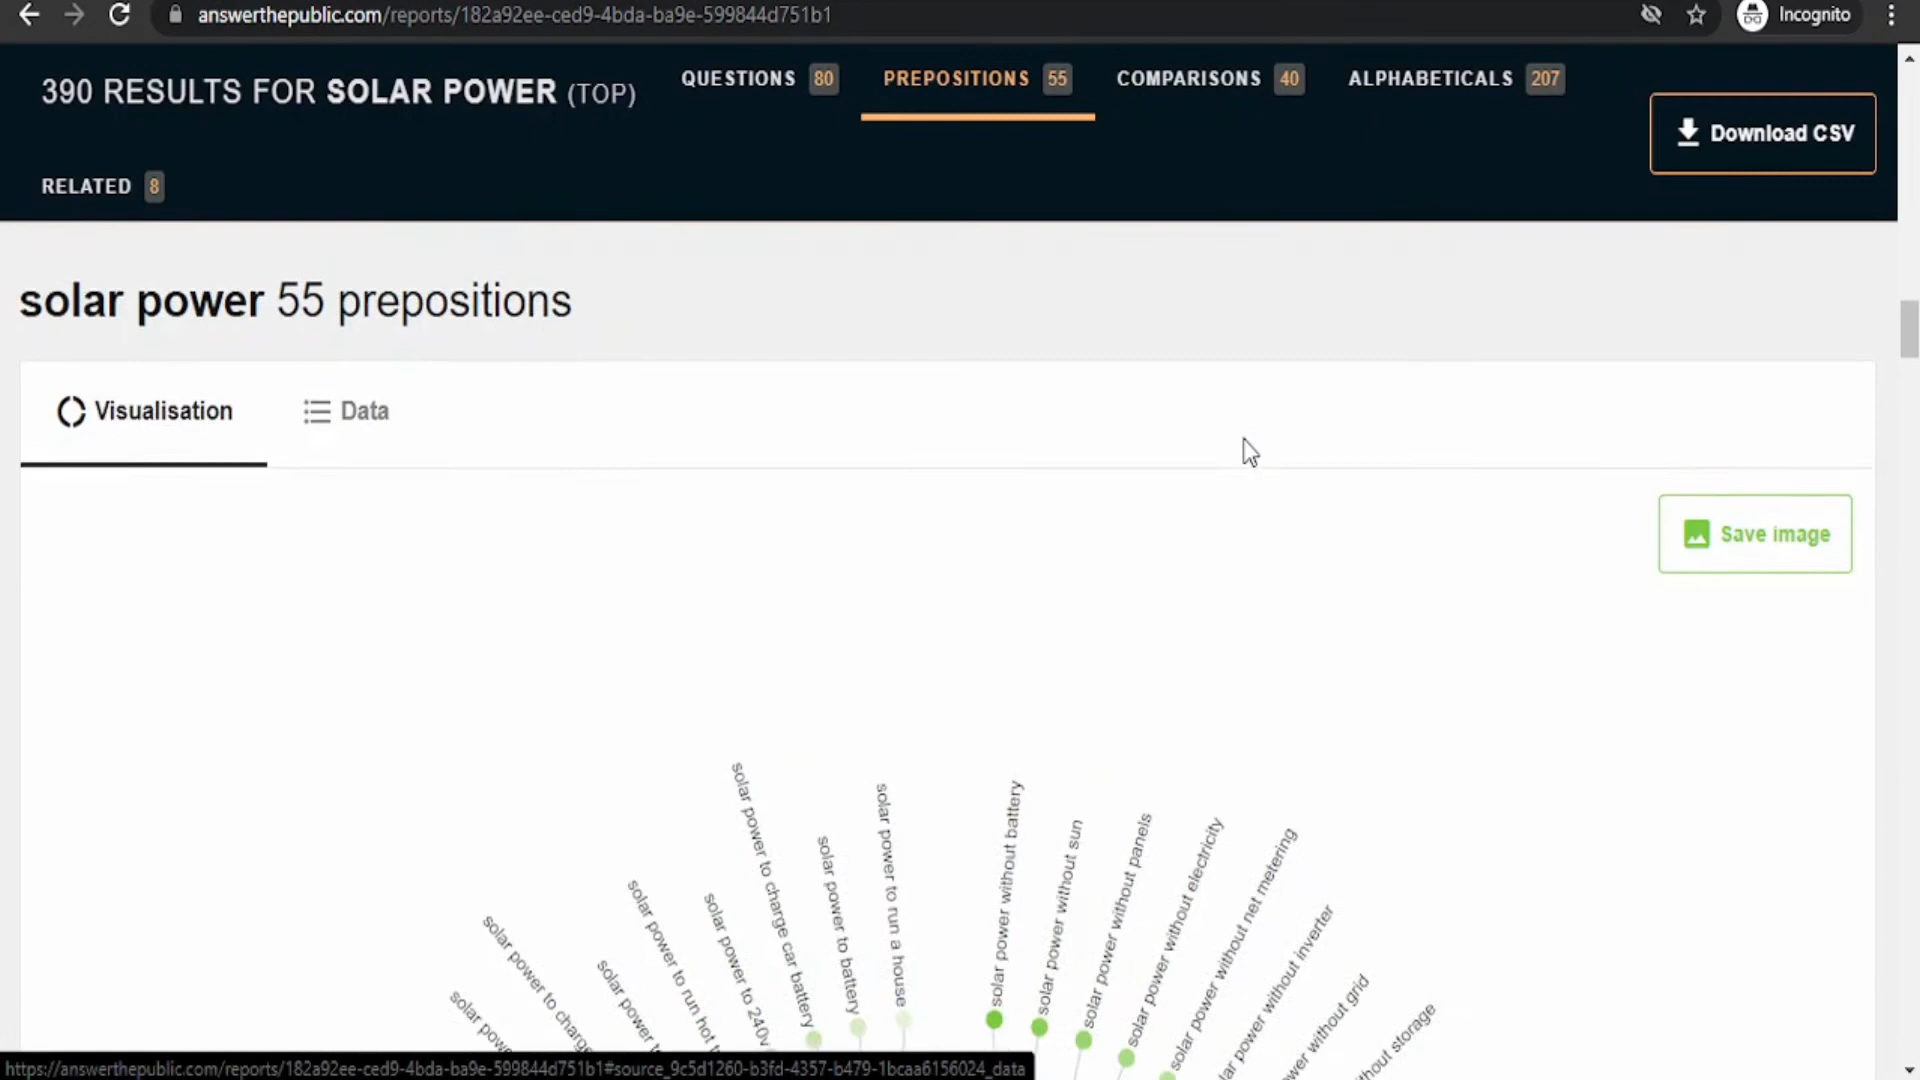 answerthepublic.com/reports/182a92ee-ced9-4bda-ba9e-599844d751b1
Incognito
390 RESULTS FOR SOLAR POWER (TOP)
QUESTIONS 80
PREPOSITIONS 55
COMPARISONS 40
ALPHABETICALS 207
Download CSV
RELATED 8
solar power 55 prepositions
Visualisation
Data
Save image
solar power to charge
solar power to run hot
solar power to 240v
solar power to charge car battery
solar power to battery
solar power to run a house
solar power without battery
solar power without sun
solar power without panels
solar power without electricity
solar power without net metering
power without inverter
without grid
storage
https://answerthepublic.com/reports/182a92ee-ced9-4bda-ba9e-599844d751b1#source_9c5d1260-b3fd-4357-b479-1bcaa6156024_data